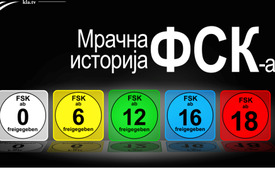 kla.tv
Мрачна
историја
ФСК-а
FSK
ab
0
freigegeben
FSK
ab
6
freigegeben
FSK
ab
12
freigegeben
FSK
ab
16
freigegeben
FSK
ab
18